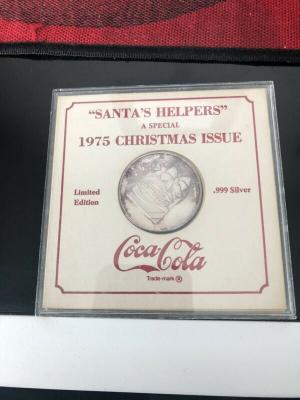 "SANTA'S HELPERS"
A SPECIAL
1975 CHRISTMAS ISSUE
Limited
Edition
.999 Silver
Coca-Cola
Trade-mark ®